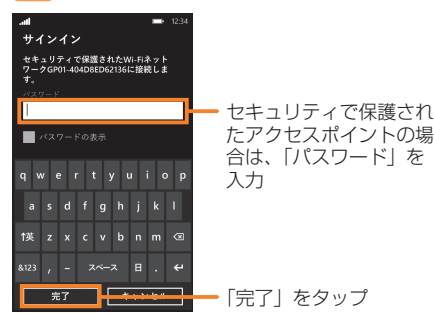 12:34
サインイン
セキュリティで保護されたWi-Fiネット
ワークGP01-404D8ED62136に接続しま
す。
パスワード
パスワードの表示
q w e r t y u i o p
a s d f g h j k l
↑英 z x c v b n m
&123 , – スペース 日 . ↵
完了 キャンセル
セキュリティで保護され
たアクセスポイントの場
合は、「パスワード」を
入力
「完了」をタップ